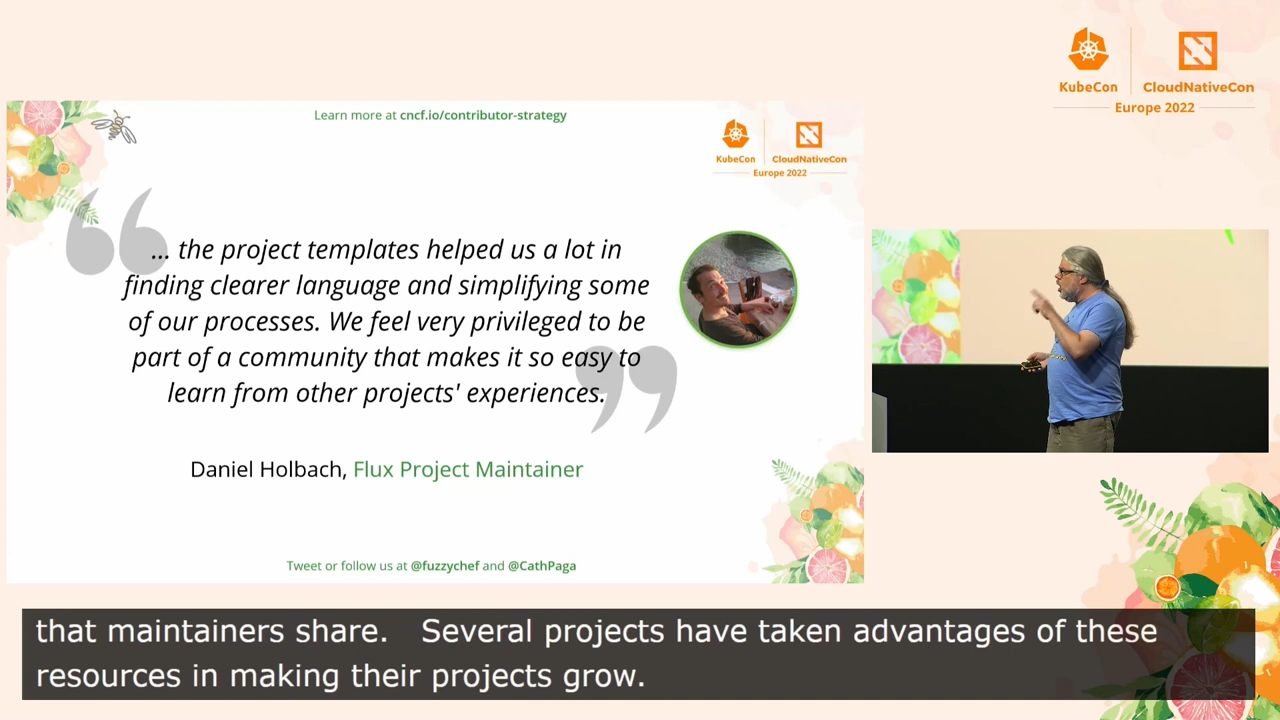 KubeCon
CloudNativeCon
Europe 2022
Learn more at cncf.io/contributor-strategy
KubeCon
CloudNativeCon
Europe 2022
... the project templates helped us a lot in
finding clearer language and simplifying some
of our processes. We feel very privileged to be
part of a community that makes it so easy to
learn from other projects' experiences.
Daniel Holbach, Flux Project Maintainer
Tweet or follow us at @fuzzychef and @CathPaga
that maintainers share. Several projects have taken advantages of these
resources in making their projects grow.